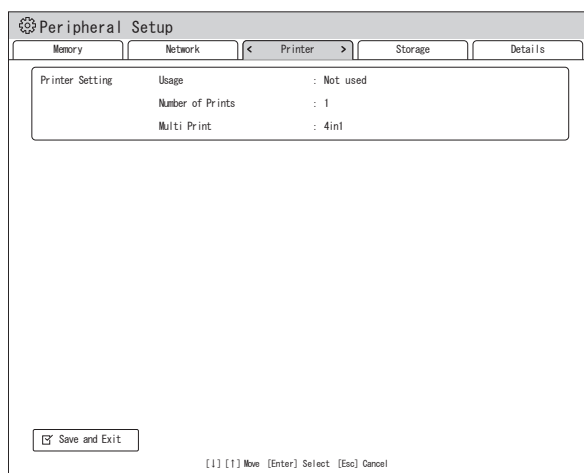 Peripheral Setup
Memory Network < Printer > Storage Details
Printer Setting Usage : Not used
Number of Prints : 1
Multi Print : 4in1
Save and Exit
[↓] [↑] Move [Enter] Select [Esc] Cancel